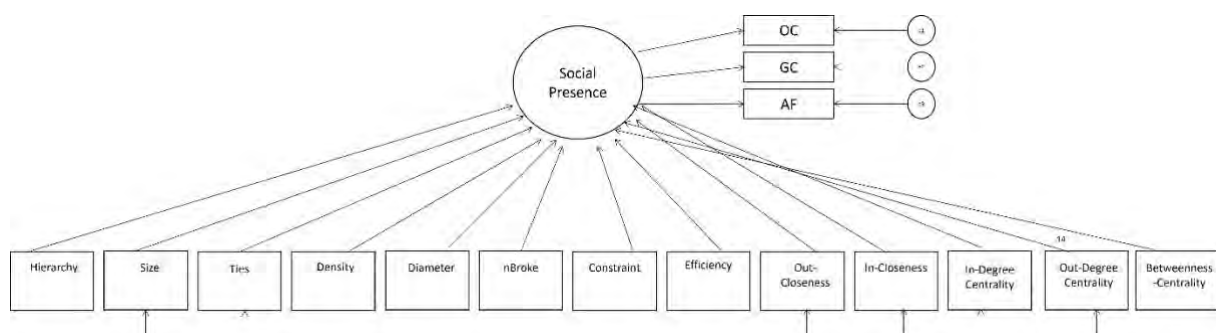 OC
GC
AF
Social
Presence
.14
Hierarchy
Size
Ties
Density
Diameter
nBroke
Constraint
Efficiency
Out-
Closeness
In-Closeness
In-Degree
Centrality
Out-Degree
Centrality
Betweenness
-Centrality